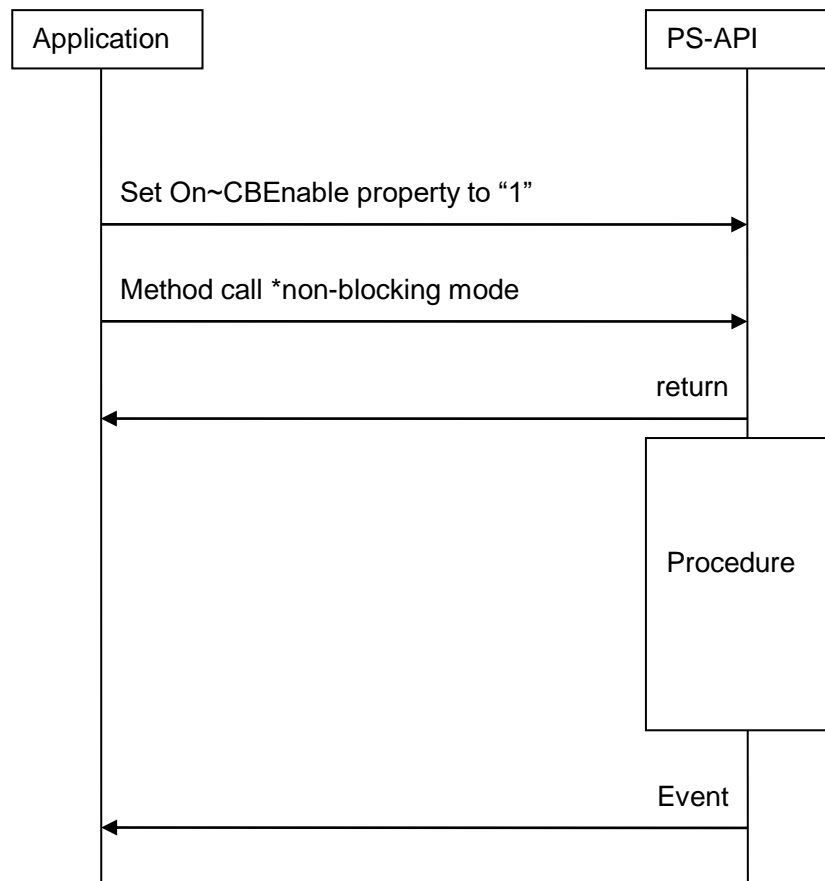 Application
PS-API
Set On~CBEnable property to “1”
Method call *non-blocking mode
return
Procedure
Event